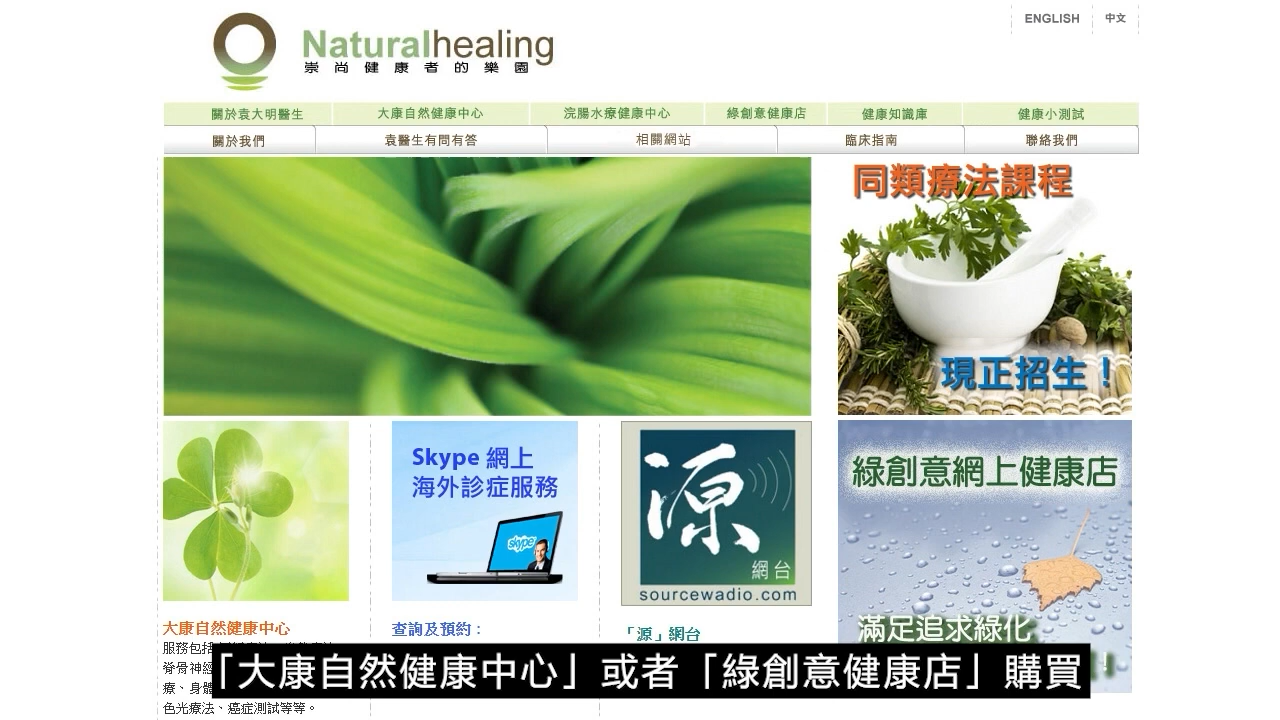 ENGLISH 中文
Naturalhealing
崇尚健康者的樂園
關於袁大明醫生 大康自然健康中心 浣腸水療健康中心 綠創意健康店 健康知識庫 健康小測試
關於我們 袁醫生有問有答 相關網站 臨床指南 聯絡我們
同類療法課程
現正招生！
Skype 網上
海外診症服務
skype
源
網台
sourcewadio.com
綠創意網上健康店
滿足追求綠化
大康自然健康中心
查詢及預約：
「源」網台
服務包括
脊骨神經
療、身體
色光療法、癌症測試等等。
「大康自然健康中心」或者「綠創意健康店」購買